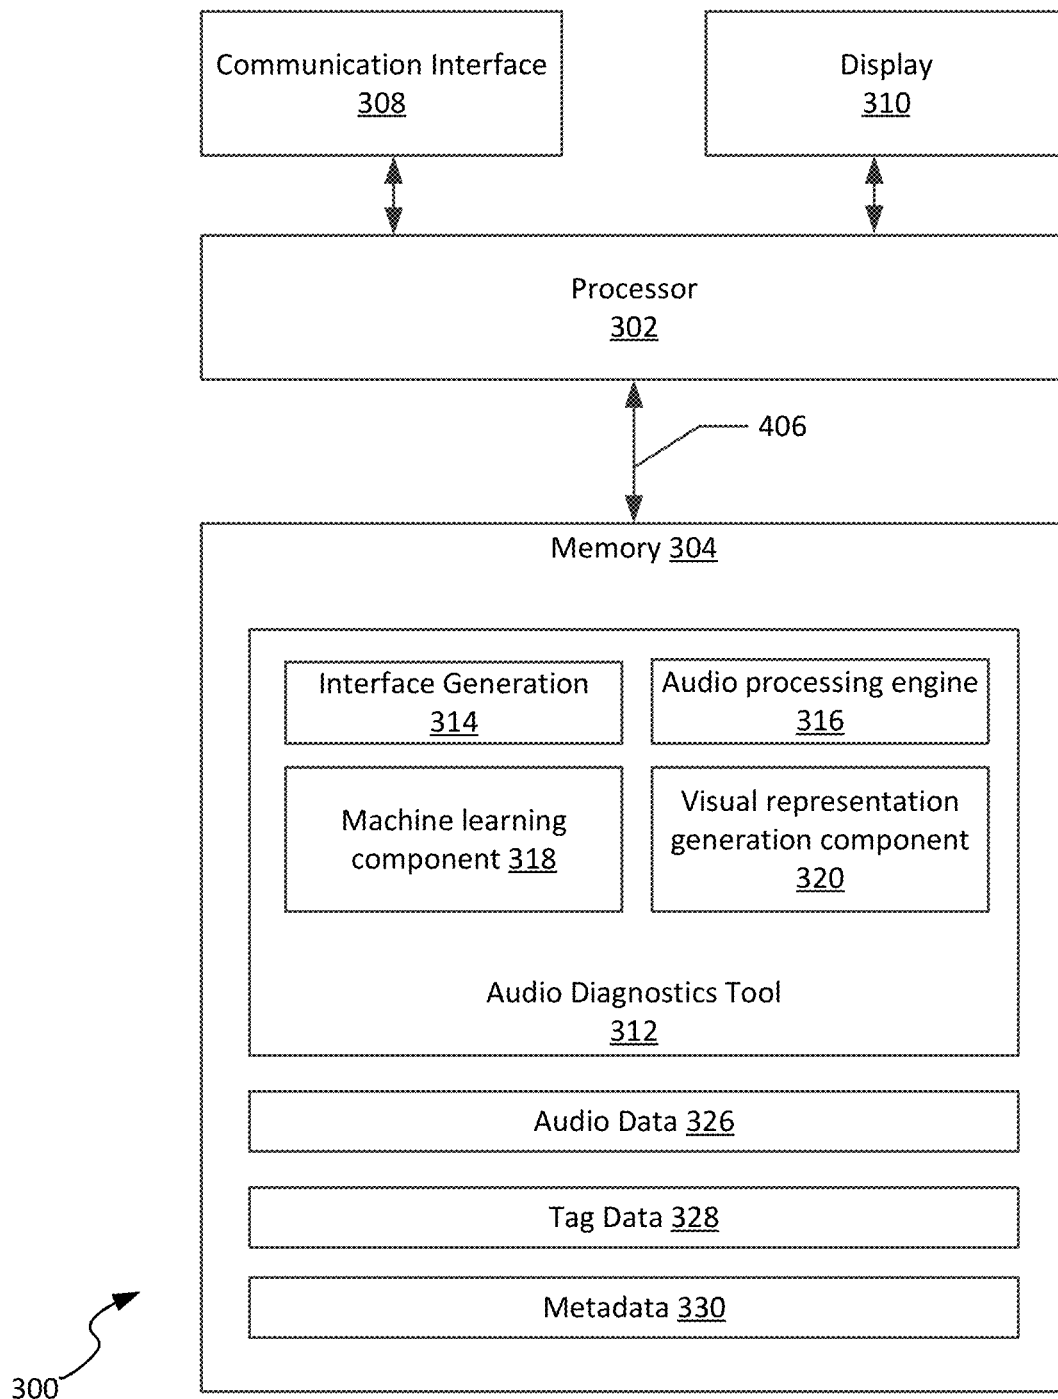 Communication Interface
308
Display
310
Processor
302
406
Memory 304
Interface Generation
314
Audio processing engine
316
Machine learning
component 318
Visual representation
generation component
320
Audio Diagnostics Tool
312
Audio Data 326
Tag Data 328
Metadata 330
300